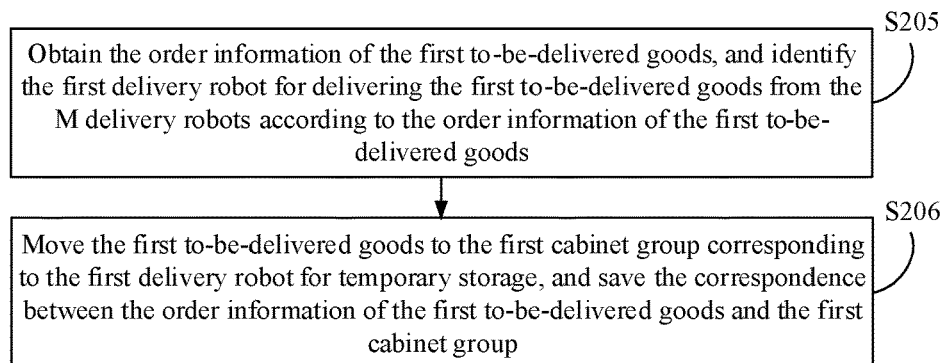 S205
Obtain the order information of the first to-be-delivered goods, and identify
the first delivery robot for delivering the first to-be-delivered goods from the
M delivery robots according to the order information of the first to-be-
delivered goods
S206
Move the first to-be-delivered goods to the first cabinet group corresponding
to the first delivery robot for temporary storage, and save the correspondence
between the order information of the first to-be-delivered goods and the first
cabinet group